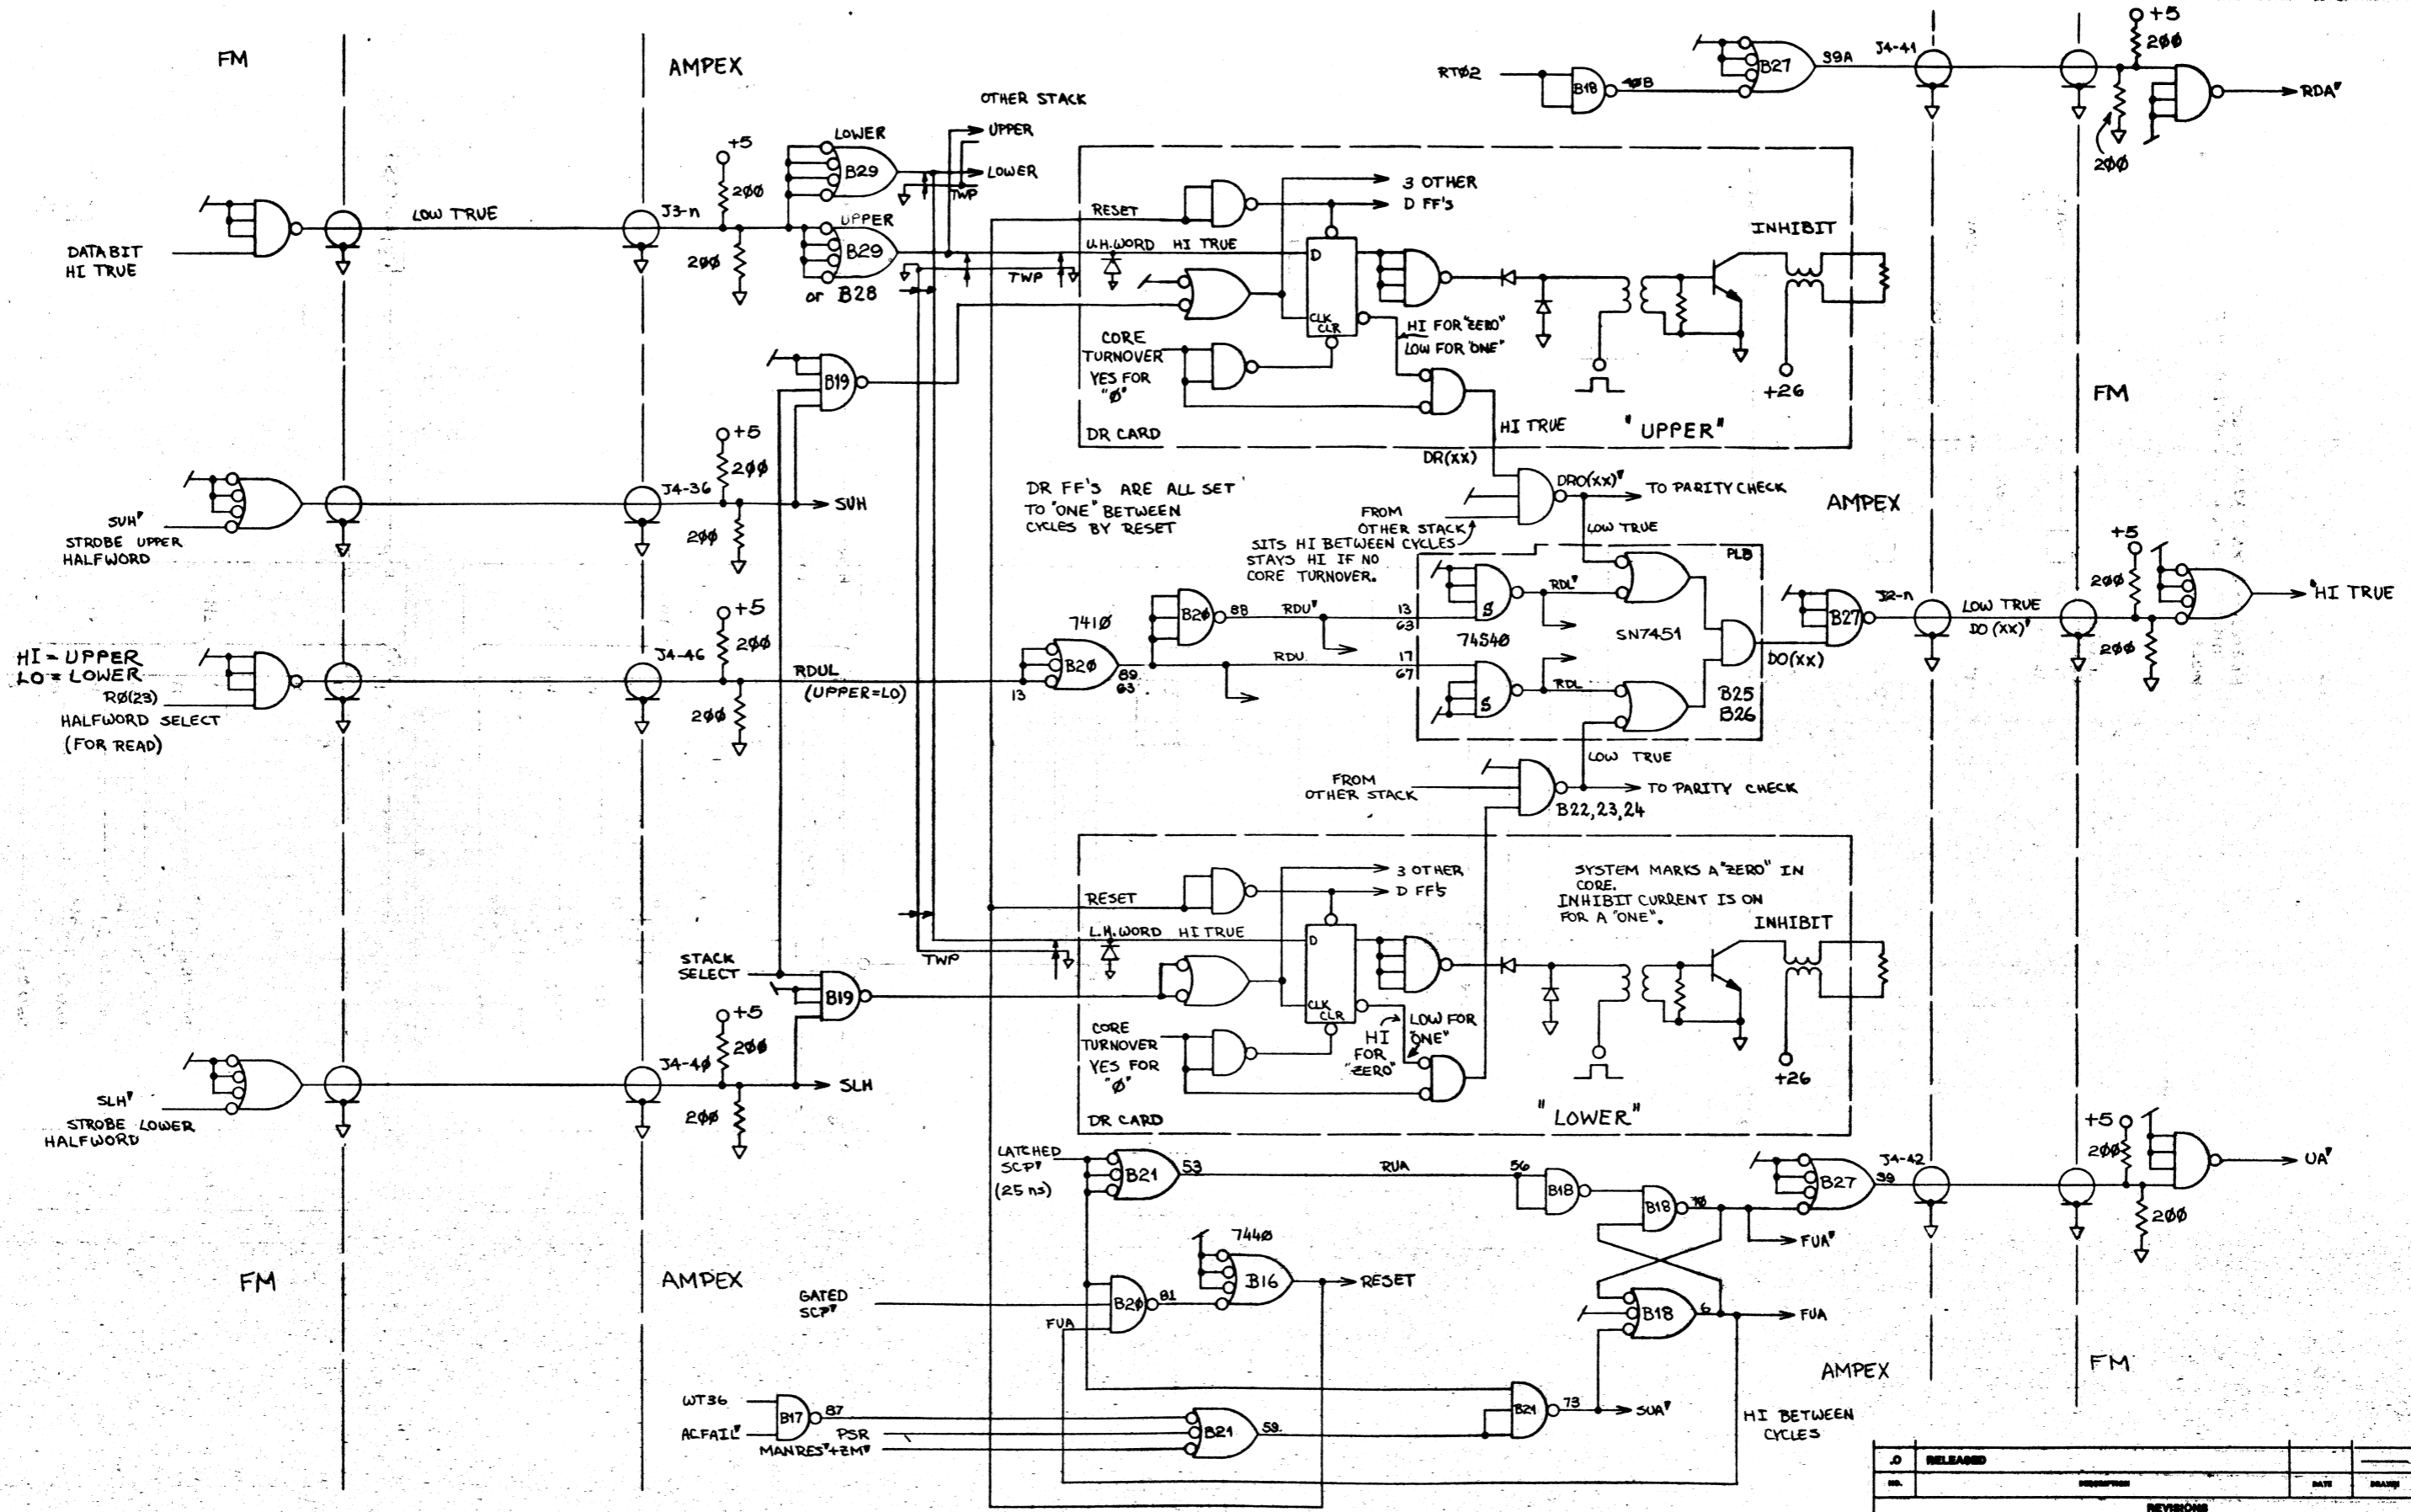 FM
AMPEX
OTHER STACK
UPPER
LOWER
LOWER
B29
TWP
+5
200
DATA BIT
HI TRUE
LOW TRUE
J3-n
200
UPPER
B29
or B28
TWP
RTØ2
B18
40B
B27
39A
J4-41
+5
200
RDA'
200
RESET
3 OTHER
D FF'S
U.H.WORD HI TRUE
D
CLK
CLR
HI FOR "ZERO"
LOW FOR "ONE"
CORE
TURNOVER
YES FOR
"Ø"
INHIBIT
+26
DR CARD
HI TRUE
"UPPER"
FM
B19
+5
200
J4-36
SUH
200
SUH'
STROBE UPPER
HALFWORD
DR FF'S ARE ALL SET
TO "ONE" BETWEEN
CYCLES BY RESET
DR(XX)
DRO(XX)'
TO PARITY CHECK
AMPEX
FROM
OTHER STACK
SITS HI BETWEEN CYCLES
STAYS HI IF NO
CORE TURNOVER.
LOW TRUE
PLB
+5
200
J4-46
200
HI = UPPER
LO = LOWER
RØ(23)
HALFWORD SELECT
(FOR READ)
RDUL
(UPPER=LO)
13
7410
B20
89
63
B20
88
RDU'
13
63
RDU
17
67
S
74S40
S
RDL'
RDL
SN7451
B25
B26
DO(XX)
B27
J2-n
LOW TRUE
DO(XX)'
+5
200
200
HI TRUE
LOW TRUE
FROM
OTHER STACK
TO PARITY CHECK
B22,23,24
RESET
3 OTHER
D FF'S
L.H.WORD HI TRUE
TWP
D
CLK
CLR
SYSTEM MARKS A "ZERO" IN
CORE.
INHIBIT CURRENT IS ON
FOR A "ONE".
INHIBIT
STACK
SELECT
B19
CORE
TURNOVER
YES FOR
"Ø"
HI
FOR
"ZERO"
LOW FOR
"ONE"
+26
DR CARD
"LOWER"
+5
200
J4-40
SLH
200
SLH'
STROBE LOWER
HALFWORD
LATCHED
SCP'
(25 ns)
B21
53
RUA
56
B18
B18
70
B27
39
J4-42
+5
200
200
UA'
FUA'
FM
AMPEX
GATED
SCP'
FUA
B20
81
7440
B16
RESET
B18
6
FUA
WT36
ACFAIL'
B17
87
PSR
MANRES'+ZM'
B21
59
B21
73
SUA'
AMPEX
FM
HI BETWEEN
CYCLES
.0 RELEASED
NO. DESCRIPTION DATE DRAWN
REVISIONS